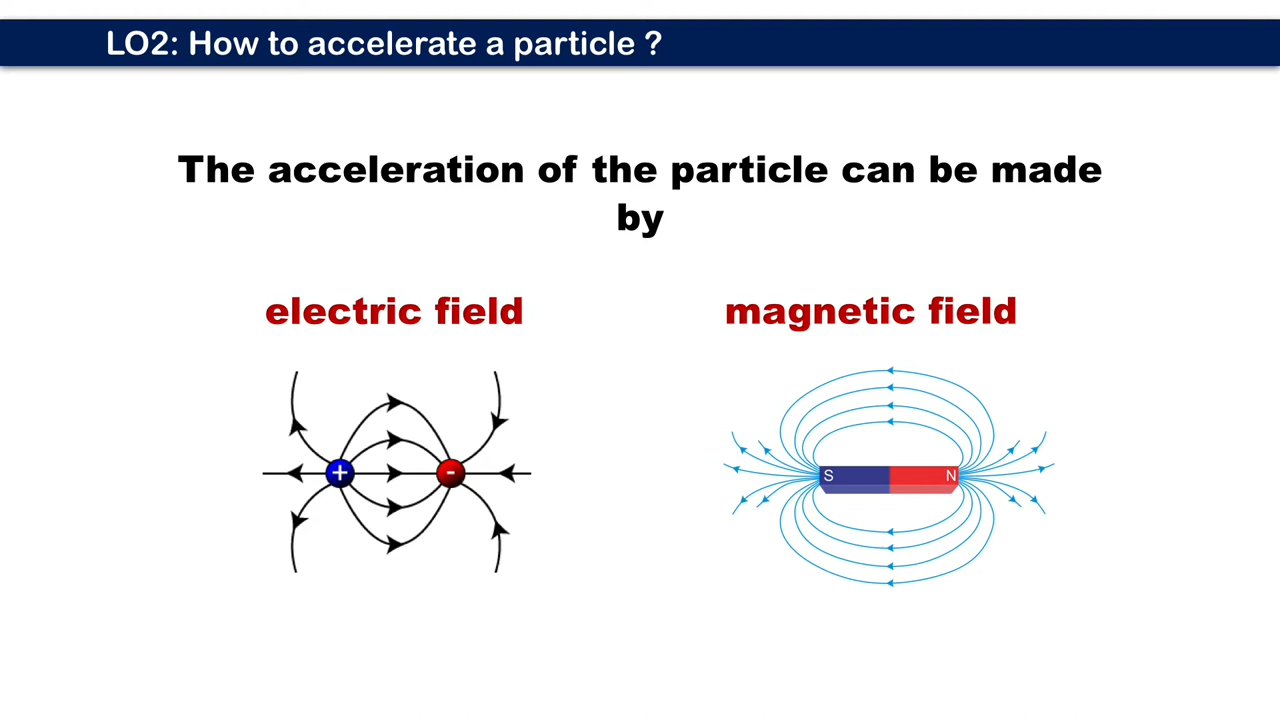 LO2: How to accelerate a particle ?
The acceleration of the particle can be made
by
electric field
magnetic field
+ -
S N